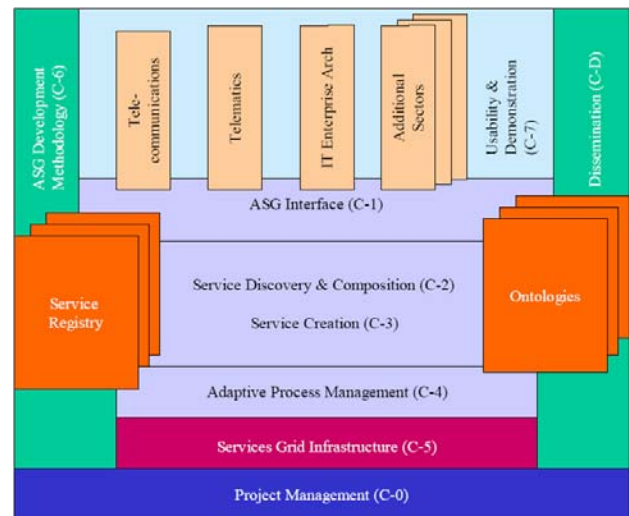 ASG Development
Methodology (C-6)
Tele-
communications
Telematics
IT Enterprise Arch
Additional
Sectors
Usability &
Demonstration
(C-7)
Dissemination (C-D)
ASG Interface (C-1)
Service
Registry
Service Discovery & Composition (C-2)
Service Creation (C-3)
Ontologies
Adaptive Process Management (C-4)
Services Grid Infrastructure (C-5)
Project Management (C-0)